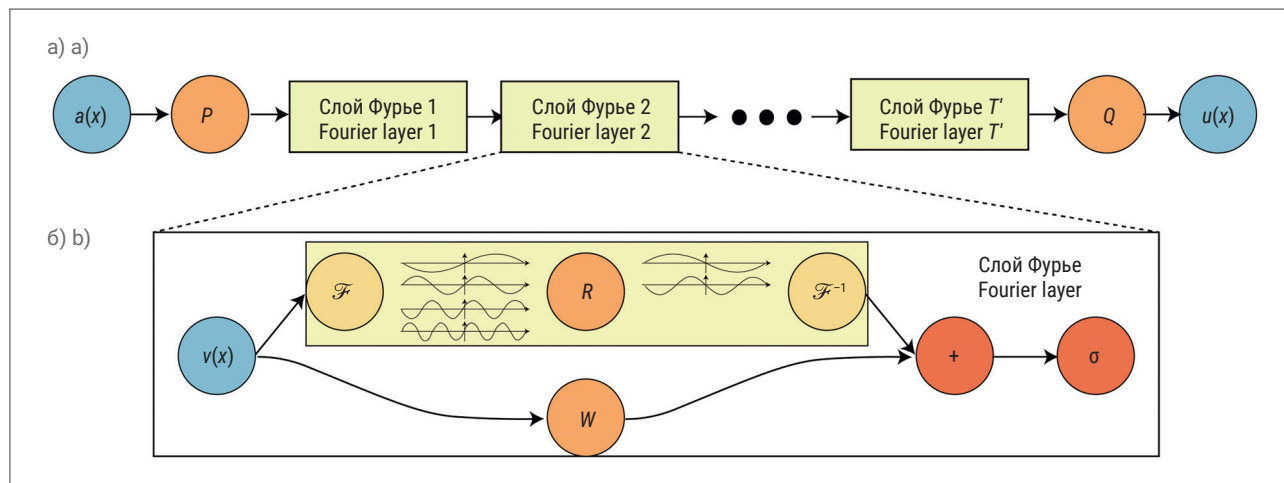 а) a)
a(x)
P
Слой Фурье 1
Fourier layer 1
Слой Фурье 2
Fourier layer 2
Слой Фурье T'
Fourier layer T'
Q
u(x)
б) b)
Слой Фурье
Fourier layer
ℱ
R
ℱ⁻¹
v(x)
+
σ
W